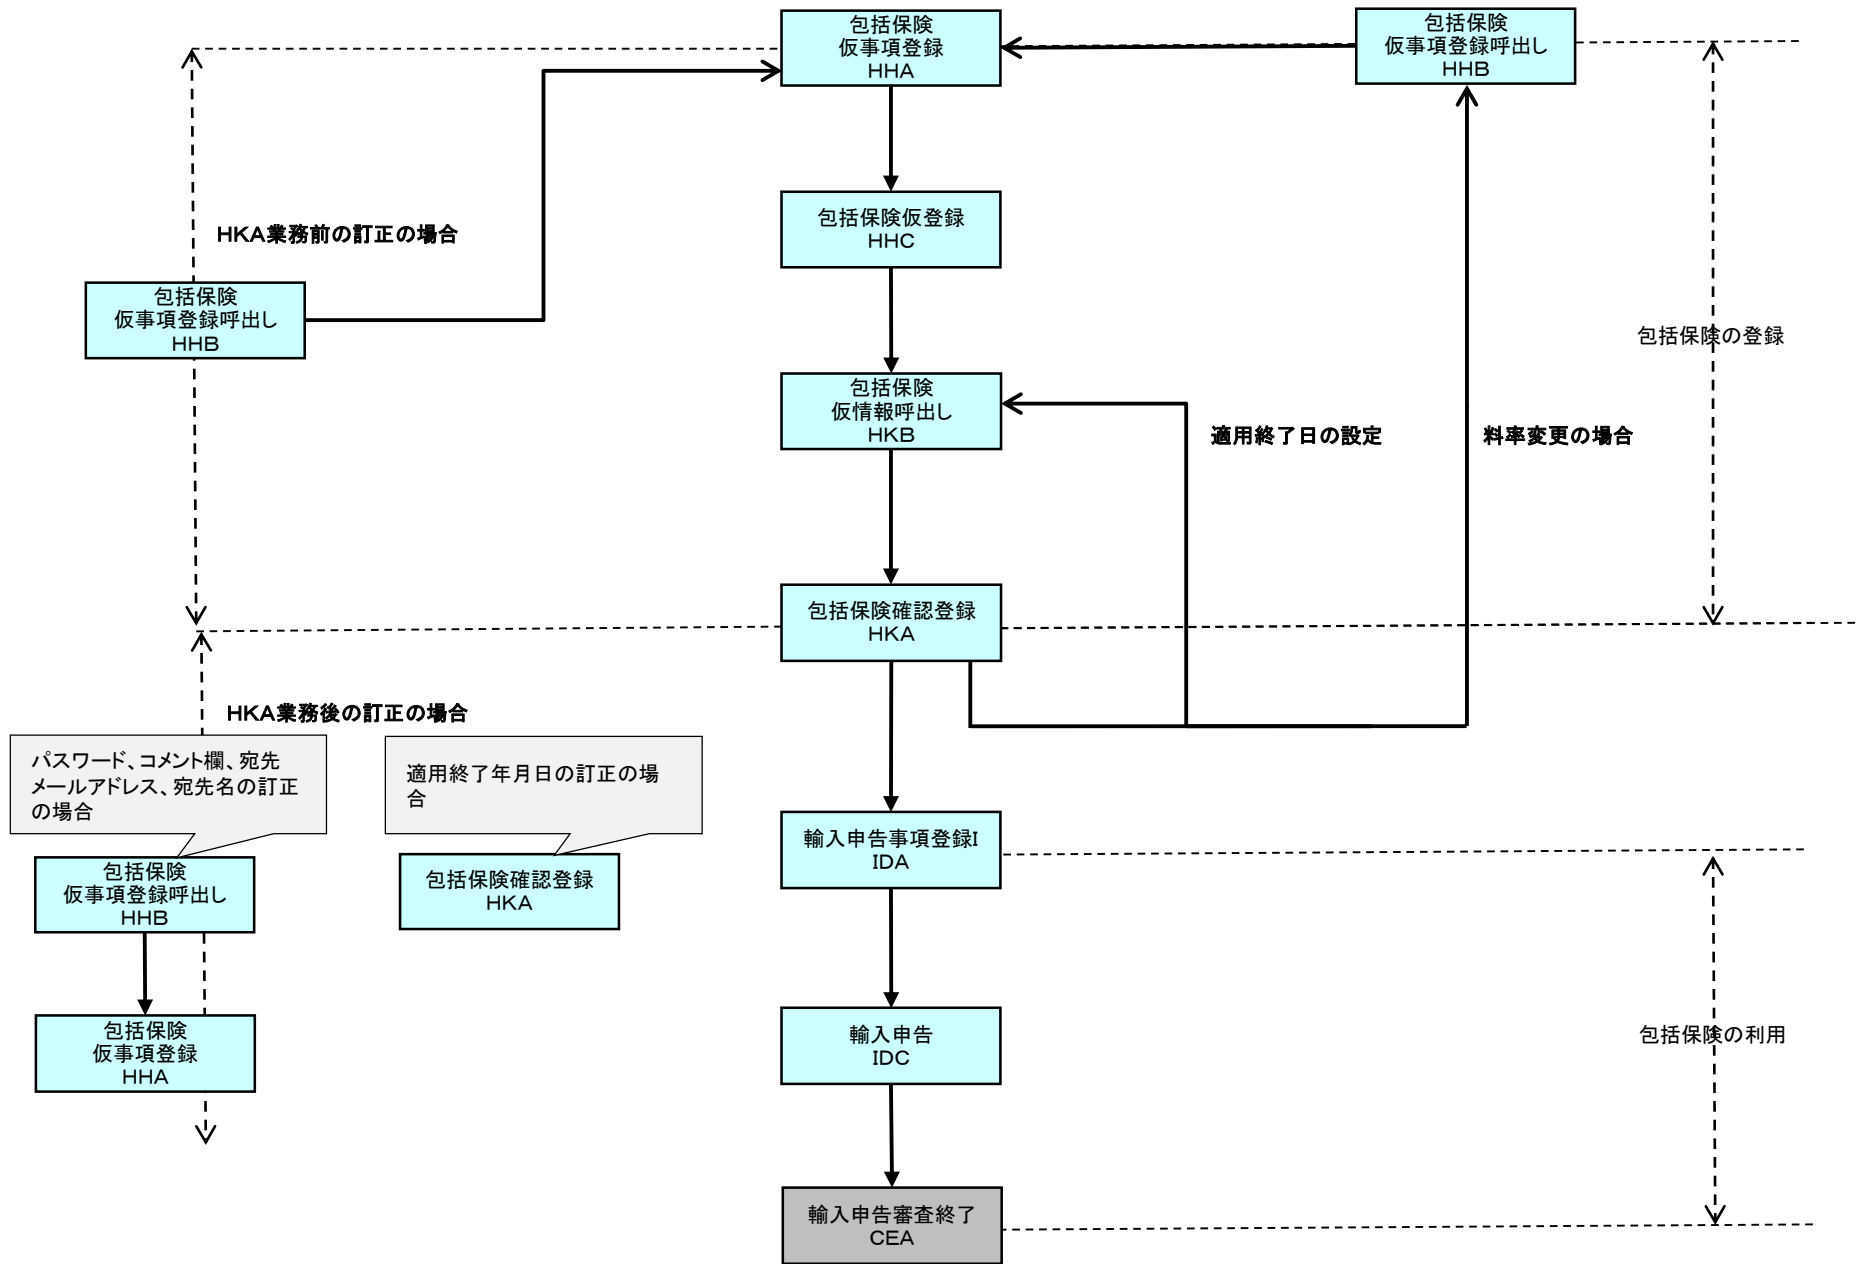 包括保険
仮事項登録
ＨＨＡ
包括保険
仮事項登録呼出し
ＨＨＢ
包括保険仮登録
ＨＨＣ
ＨＫＡ業務前の訂正の場合
包括保険
仮事項登録呼出し
ＨＨＢ
包括保険の登録
包括保険
仮情報呼出し
ＨＫＢ
適用終了日の設定
料率変更の場合
包括保険確認登録
ＨＫＡ
ＨＫＡ業務後の訂正の場合
パスワード、コメント欄、宛先
メールアドレス、宛先名の訂正
の場合
適用終了年月日の訂正の場
合
包括保険
仮事項登録呼出し
ＨＨＢ
包括保険確認登録
ＨＫＡ
輸入申告事項登録Ｉ
ＩＤＡ
包括保険
仮事項登録
ＨＨＡ
輸入申告
ＩＤＣ
包括保険の利用
輸入申告審査終了
ＣＥＡ